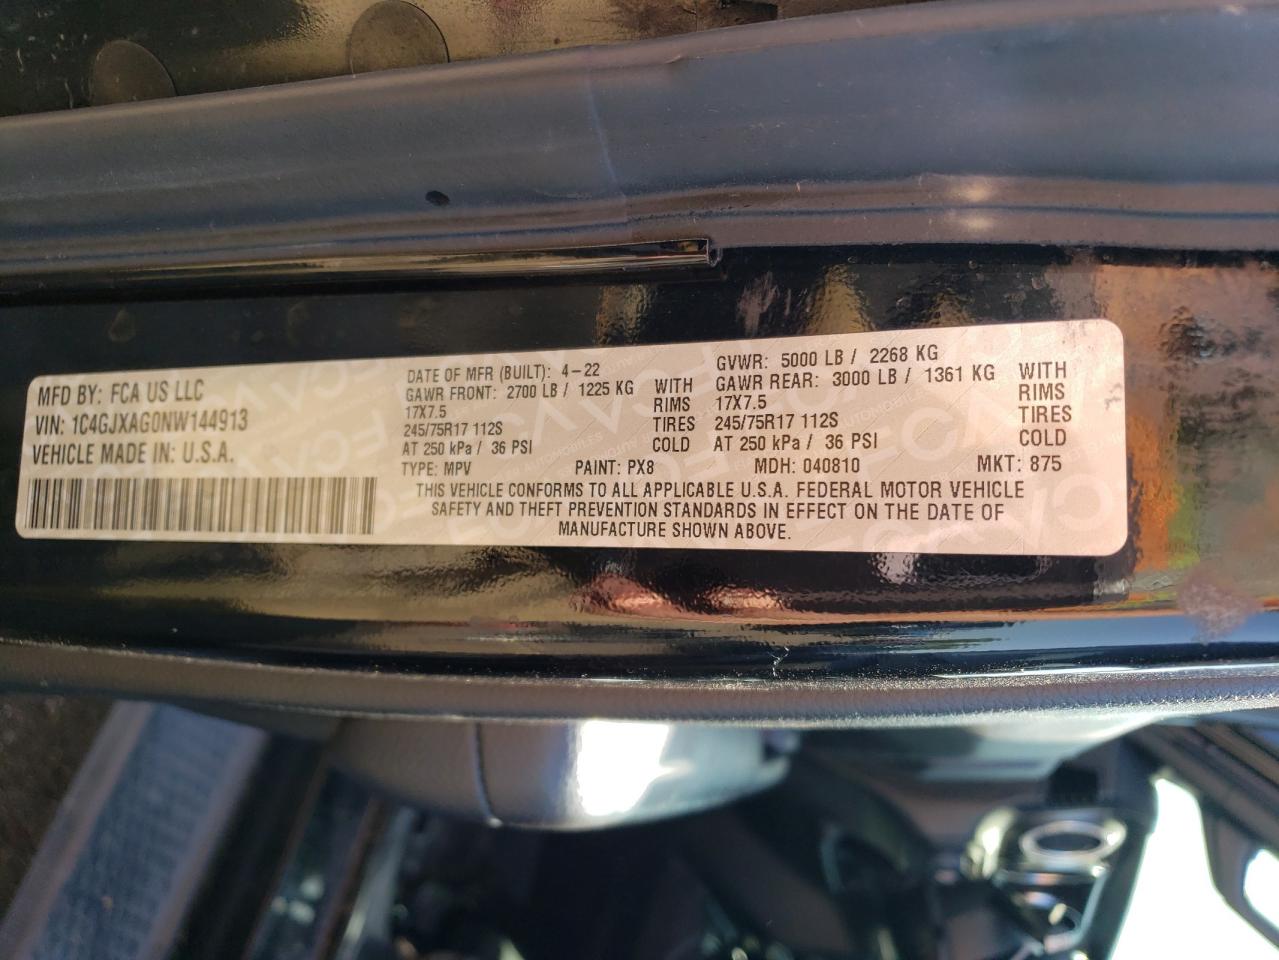 MFD BY: FCA US LLC
VIN: 1C4GJXAG0NW144913
VEHICLE MADE IN: U.S.A.
DATE OF MFR (BUILT): 4-22
GAWR FRONT: 2700 LB / 1225 KG WITH
17X7.5 RIMS
245/75R17 112S TIRES
AT 250 kPa / 36 PSI COLD
GVWR: 5000 LB / 2268 KG
GAWR REAR: 3000 LB / 1361 KG WITH
17X7.5 RIMS
245/75R17 112S TIRES
AT 250 kPa / 36 PSI COLD
TYPE: MPV PAINT: PX8 MDH: 040810 MKT: 875
THIS VEHICLE CONFORMS TO ALL APPLICABLE U.S.A. FEDERAL MOTOR VEHICLE
SAFETY AND THEFT PREVENTION STANDARDS IN EFFECT ON THE DATE OF
MANUFACTURE SHOWN ABOVE.